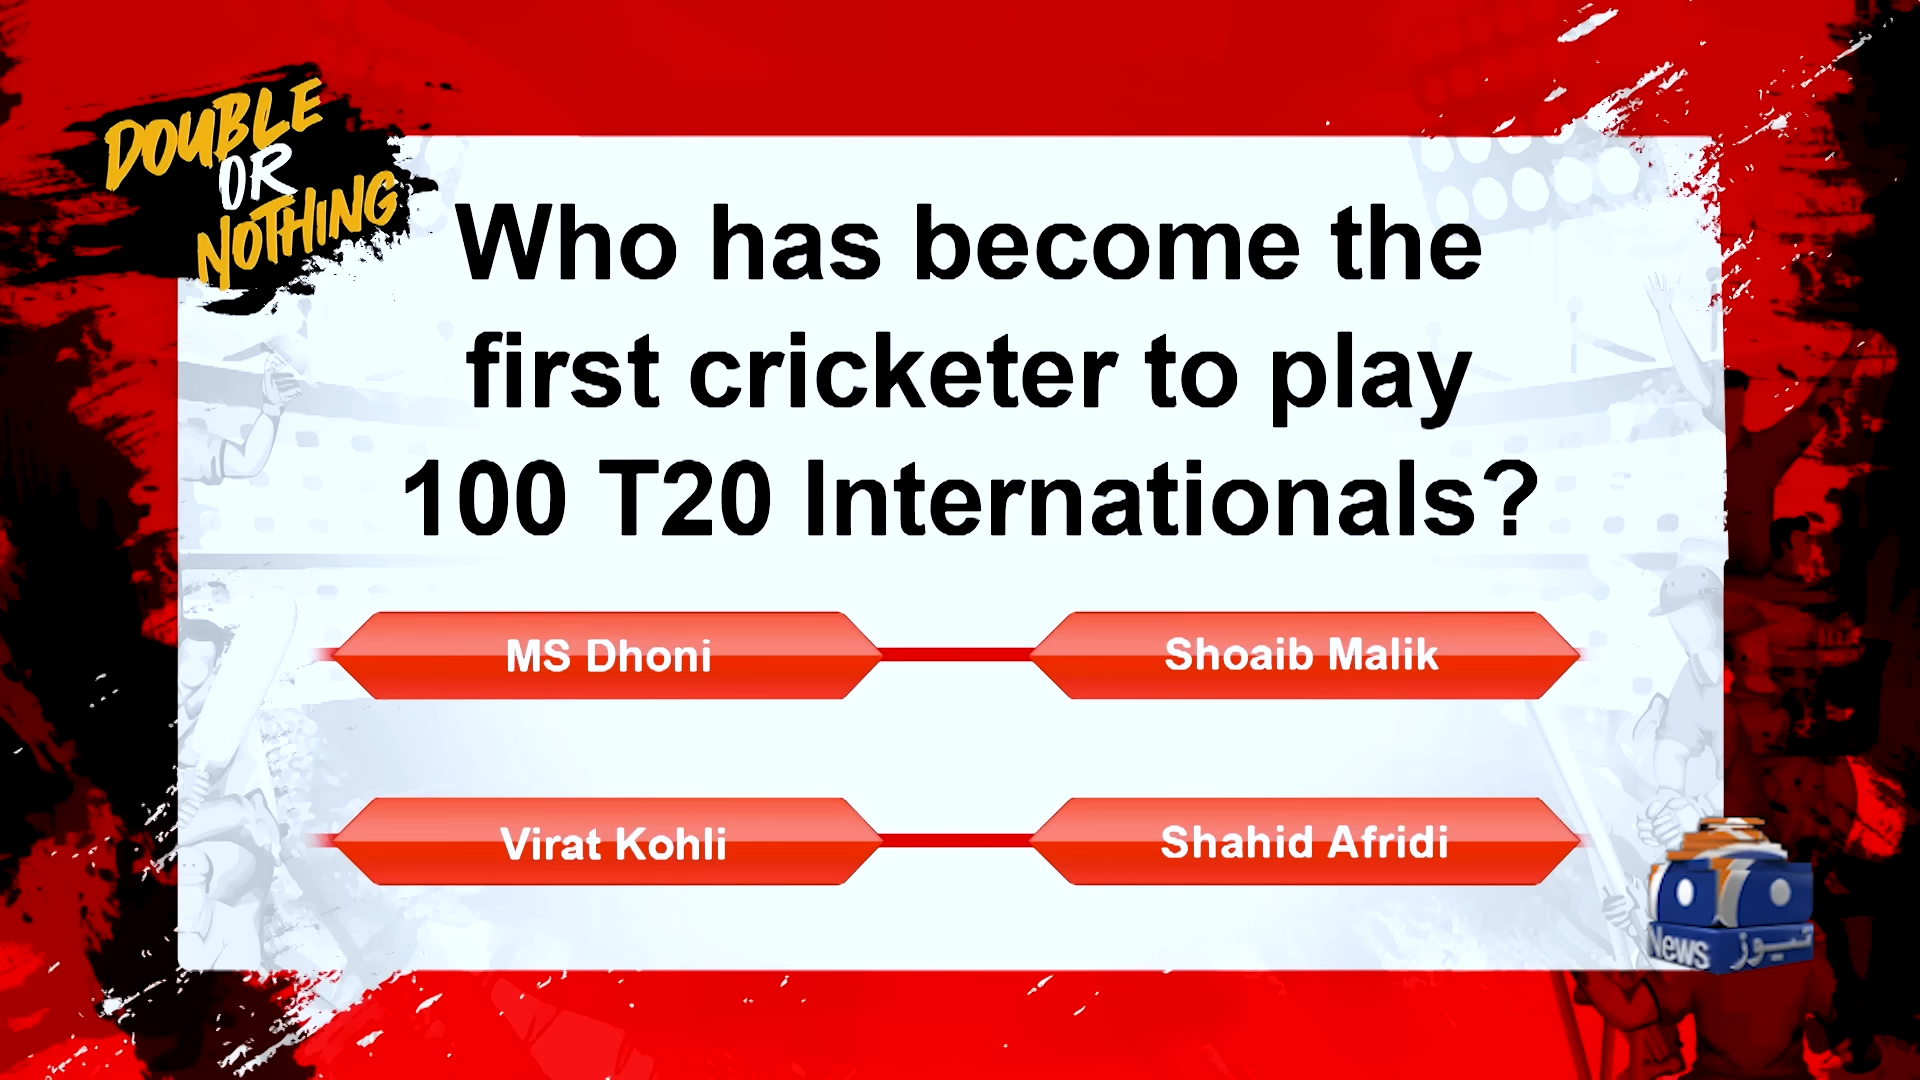 DOUBLE
OR
NOTHING
Who has become the
first cricketer to play
100 T20 Internationals?
MS Dhoni
Shoaib Malik
Virat Kohli
Shahid Afridi
News نیوز